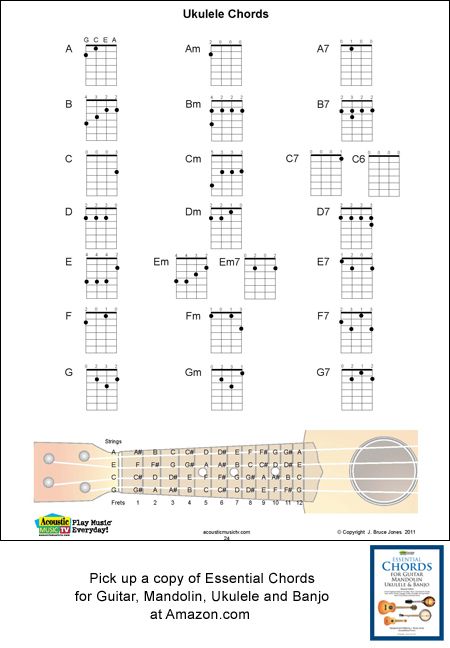 Ukulele Chords
G C E A
A Am A7
B Bm B7
C Cm C7 C6
D Dm D7
E Em Em7 E7
F Fm F7
G Gm G7
Strings
A A# B C C# D D# E F F# G G# A
E F F# G G# A A# B C C# D D# E
C C# D D# E F F# G G# A A# B C
G G# A A# B C C# D D# E F F# G
Frets 1 2 3 4 5 6 7 8 9 10 11 12
Acoustic
MUSIC TV
Play Music
Everyday!
acousticmusictv.com
© Copyright J. Bruce Jones 2011
24
ESSENTIAL
CHORDS
FOR GUITAR,
MANDOLIN
UKULELE & BANJO
Pick up a copy of Essential Chords
for Guitar, Mandolin, Ukulele and Banjo
at Amazon.com